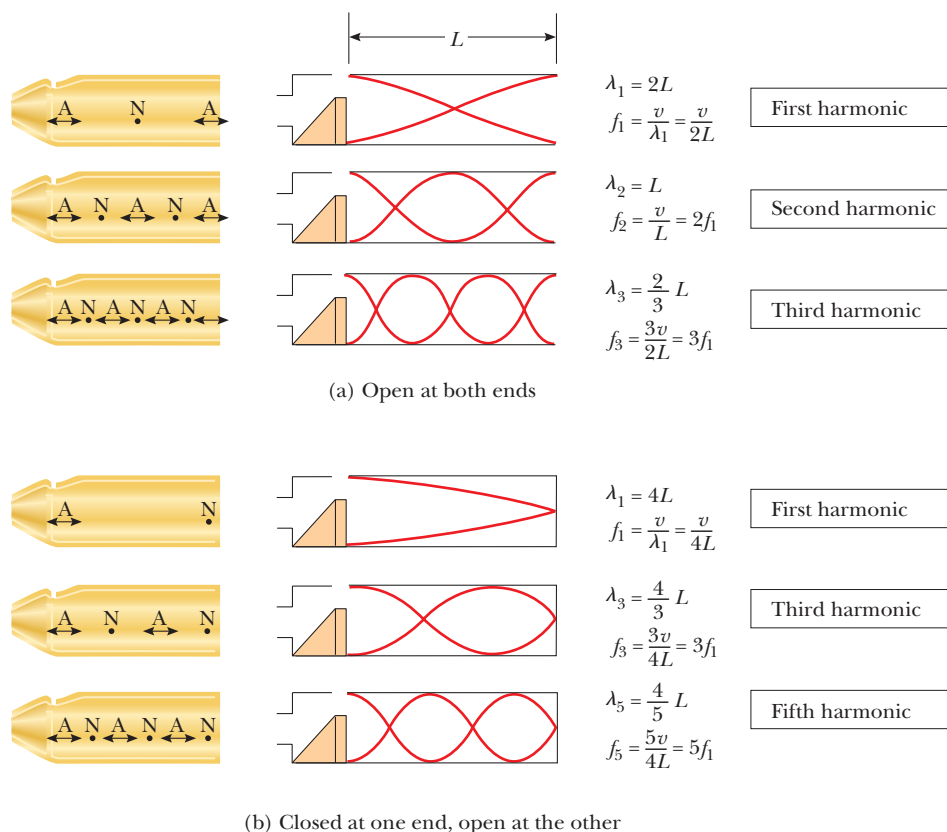 L
A N A
λ1 = 2L
f1 = v/λ1 = v/2L
First harmonic
A N A N A
λ2 = L
f2 = v/L = 2f1
Second harmonic
A N A N A N
λ3 = 2/3 L
f3 = 3v/2L = 3f1
Third harmonic
(a) Open at both ends
A N
λ1 = 4L
f1 = v/λ1 = v/4L
First harmonic
A N A N
λ3 = 4/3 L
f3 = 3v/4L = 3f1
Third harmonic
A N A N A N
λ5 = 4/5 L
f5 = 5v/4L = 5f1
Fifth harmonic
(b) Closed at one end, open at the other